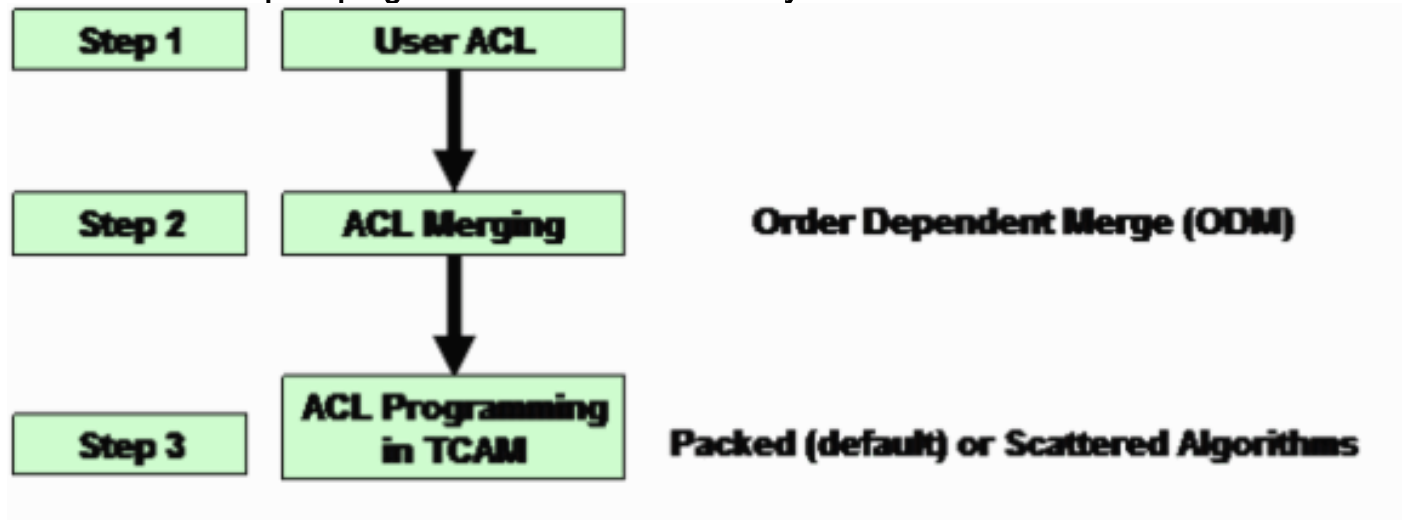 Step 1
User ACL
Step 2
ACL Merging
Order Dependent Merge (ODM)
Step 3
ACL Programming
in TCAM
Packed (default) or Scattered Algorithms